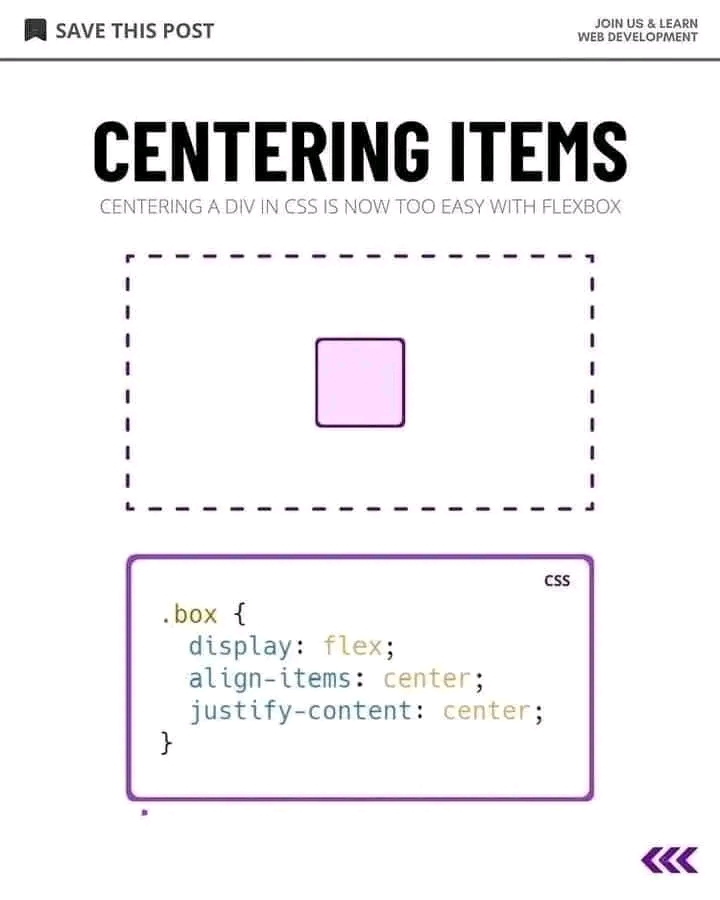 SAVE THIS POST
JOIN US & LEARN
WEB DEVELOPMENT
CENTERING ITEMS
CENTERING A DIV IN CSS IS NOW TOO EASY WITH FLEXBOX
CSS
.box {
  display: flex;
  align-items: center;
  justify-content: center;
}